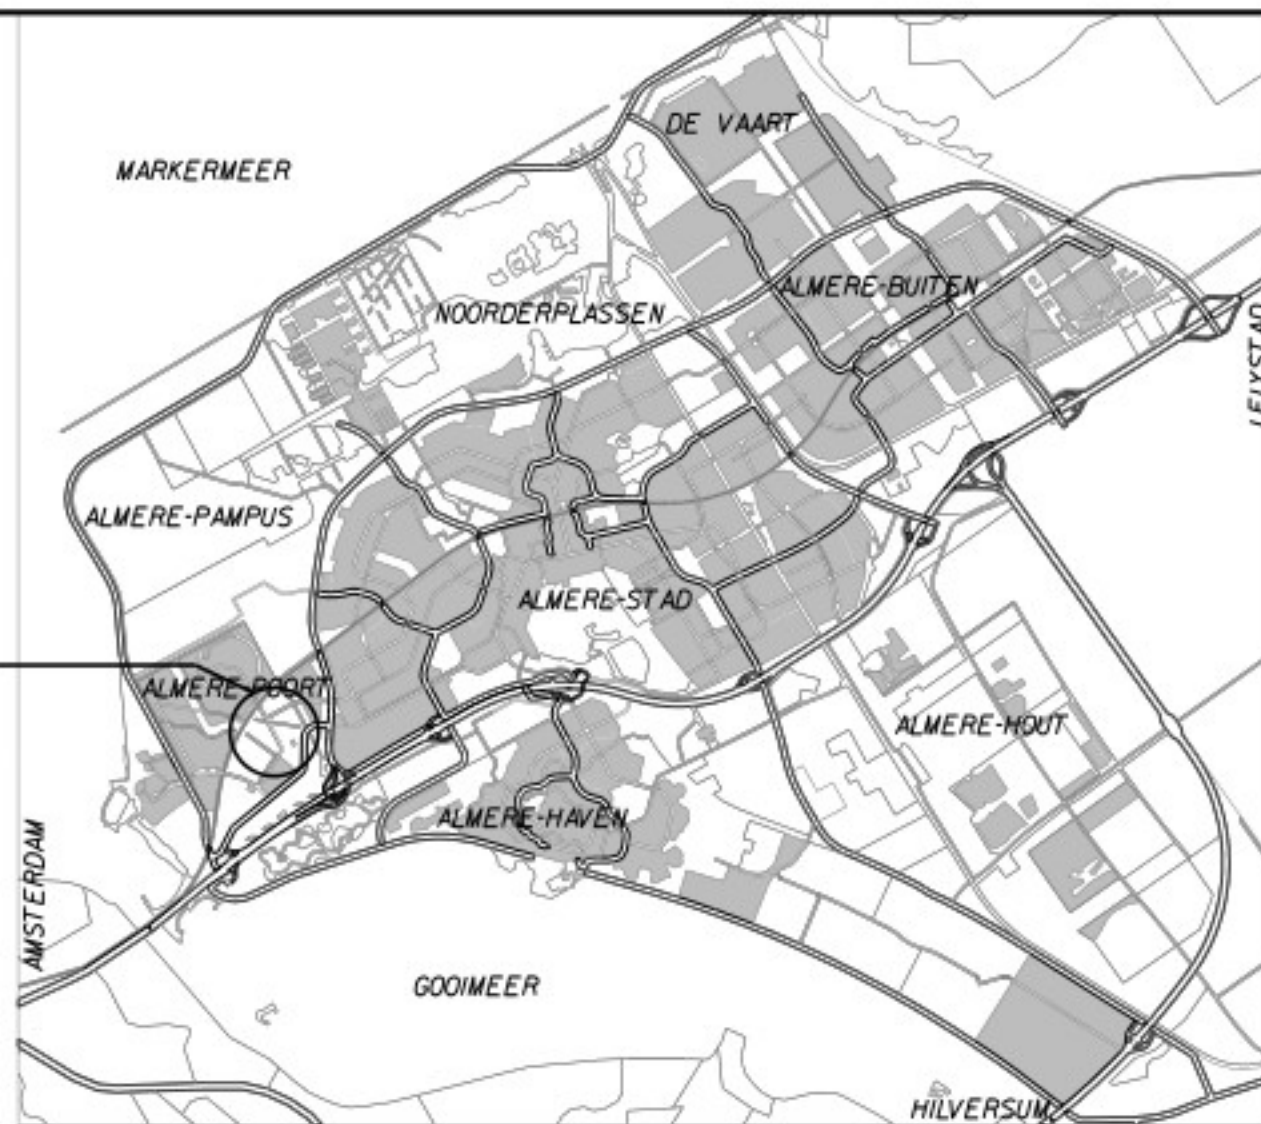 DE VAART
MARKERMEER
ALMERE-BUITEN
NOORDERPLASSEN
LELYSTAD
ALMERE-PAMPUS
ALMERE-STAD
ALMERE-POORT
ALMERE-HOUT
ALMERE-HAVEN
AMSTERDAM
GOOIMEER
HILVERSUM